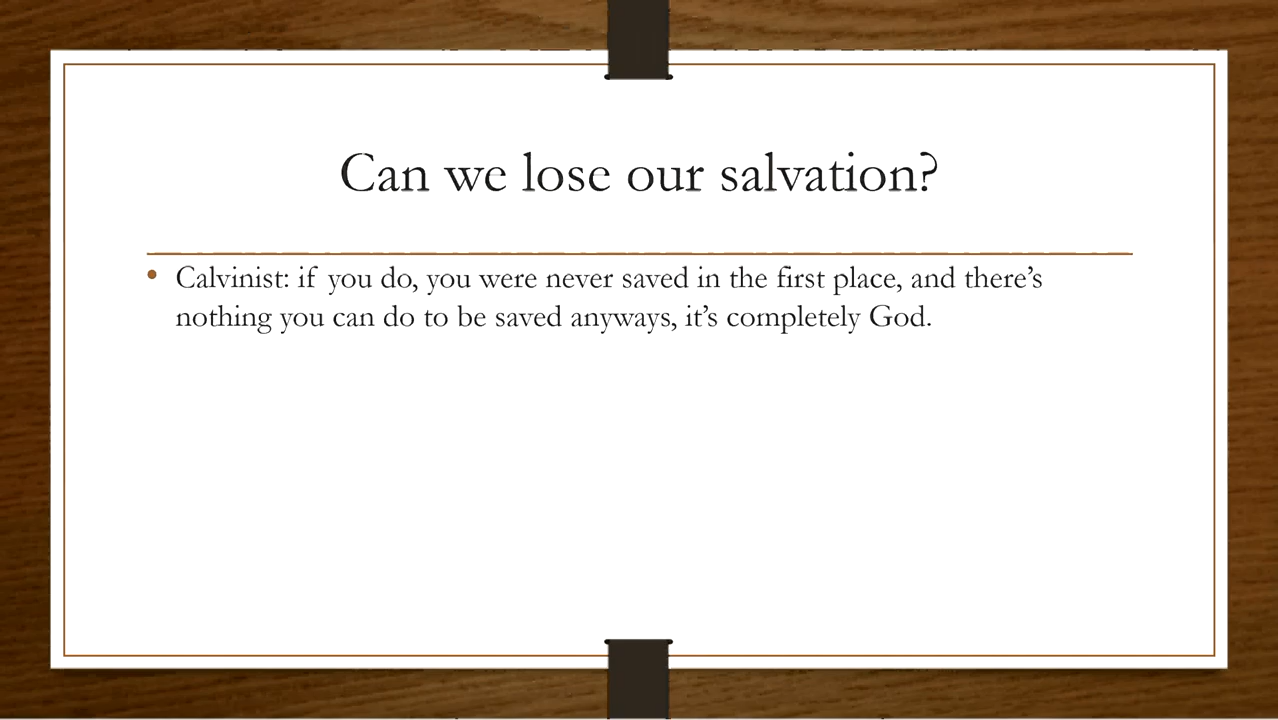 Can we lose our salvation?
• Calvinist: if you do, you were never saved in the first place, and there’s
nothing you can do to be saved anyways, it’s completely God.